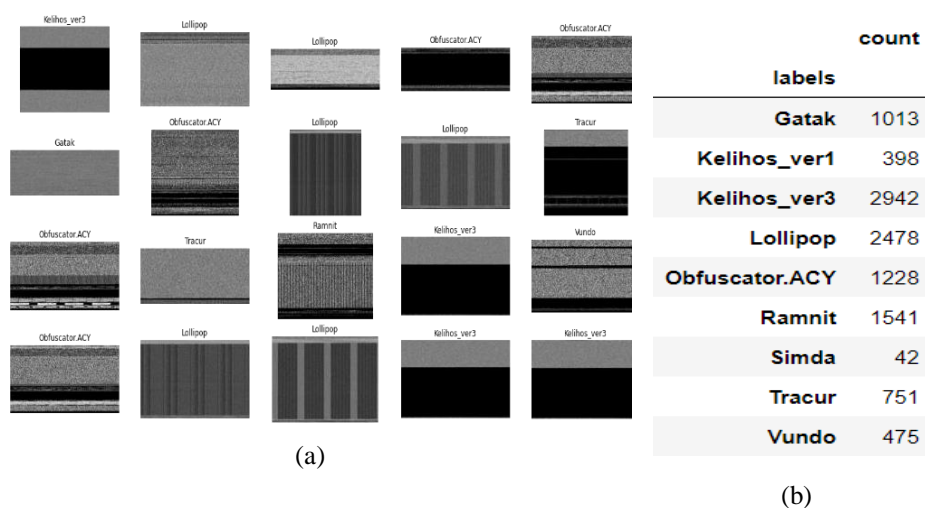 Kelihos_ver3
Lollipop
Lollipop
Obfuscator.ACY
Obfuscator.ACY
Gatak
Obfuscator.ACY
Lollipop
Lollipop
Tracur
Obfuscator.ACY
Tracur
Ramnit
Kelihos_ver3
Vundo
Obfuscator.ACY
Lollipop
Lollipop
Kelihos_ver3
Kelihos_ver3
(a)
count
labels
Gatak 1013
Kelihos_ver1 398
Kelihos_ver3 2942
Lollipop 2478
Obfuscator.ACY 1228
Ramnit 1541
Simda 42
Tracur 751
Vundo 475
(b)